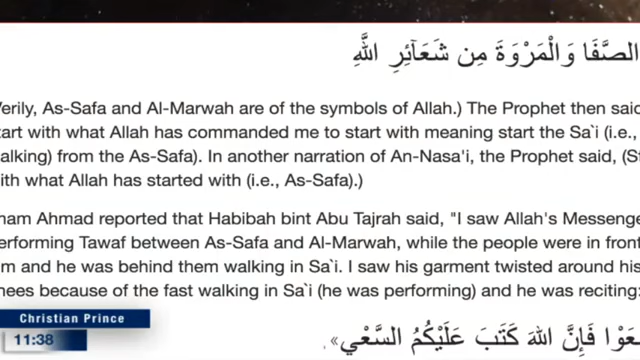 الصَّفَا وَالْمَرْوَةَ مِن شَعَآئِرِ اللَّهِ
erily, As-Safa and Al-Marwah are of the symbols of Allah.) The Prophet then said
tart with what Allah has commanded me to start with meaning start the Sa`i (i.e.,
alking) from the As-Safa). In another narration of An-Nasa'i, the Prophet said, (S
ith what Allah has started with (i.e., As-Safa).)
mam Ahmad reported that Habibah bint Abu Tajrah said, "I saw Allah's Messenge
erforming Tawaf between As-Safa and Al-Marwah, while the people were in front
m and he was behind them walking in Sa`i. I saw his garment twisted around his
nees because of the fast walking in Sa`i (he was performing) and he was reciting:
عَوْا فَإِنَّ اللهَ كَتَبَ عَلَيْكُمُ السَّعْي».
Christian Prince
11:38